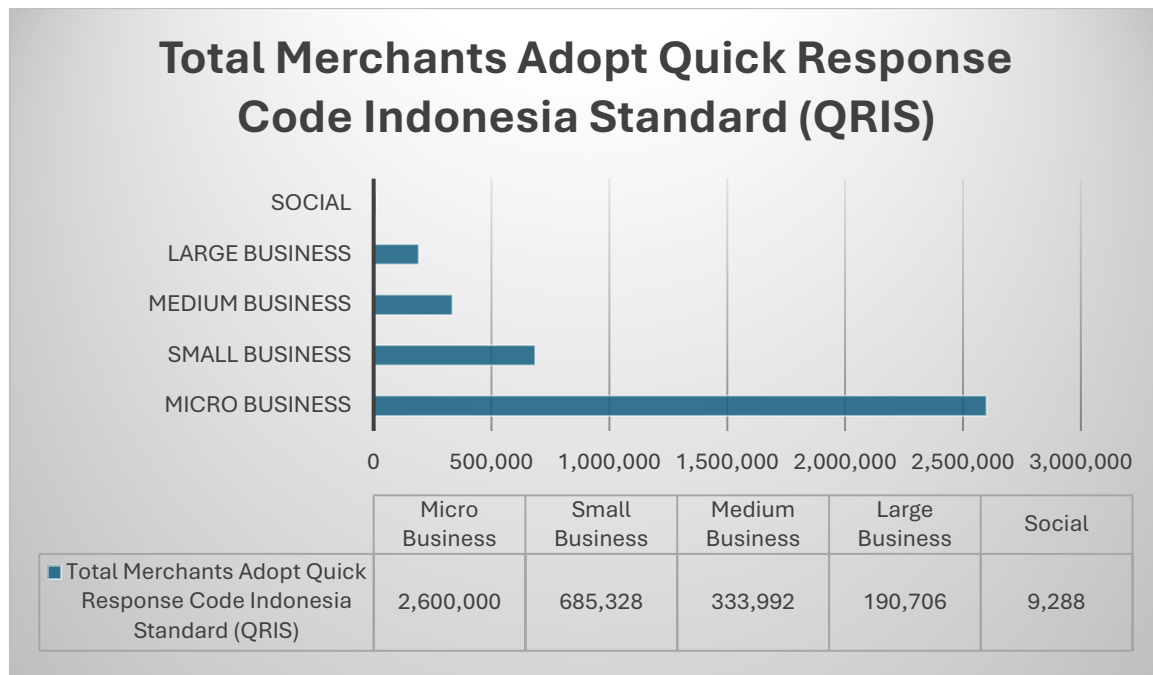 Total Merchants Adopt Quick Response
Code Indonesia Standard (QRIS)
SOCIAL
LARGE BUSINESS
MEDIUM BUSINESS
SMALL BUSINESS
MICRO BUSINESS
0 500,000 1,000,000 1,500,000 2,000,000 2,500,000 3,000,000
Micro Business
Small Business
Medium Business
Large Business
Social
Total Merchants Adopt Quick
Response Code Indonesia
Standard (QRIS)
2,600,000 685,328 333,992 190,706 9,288